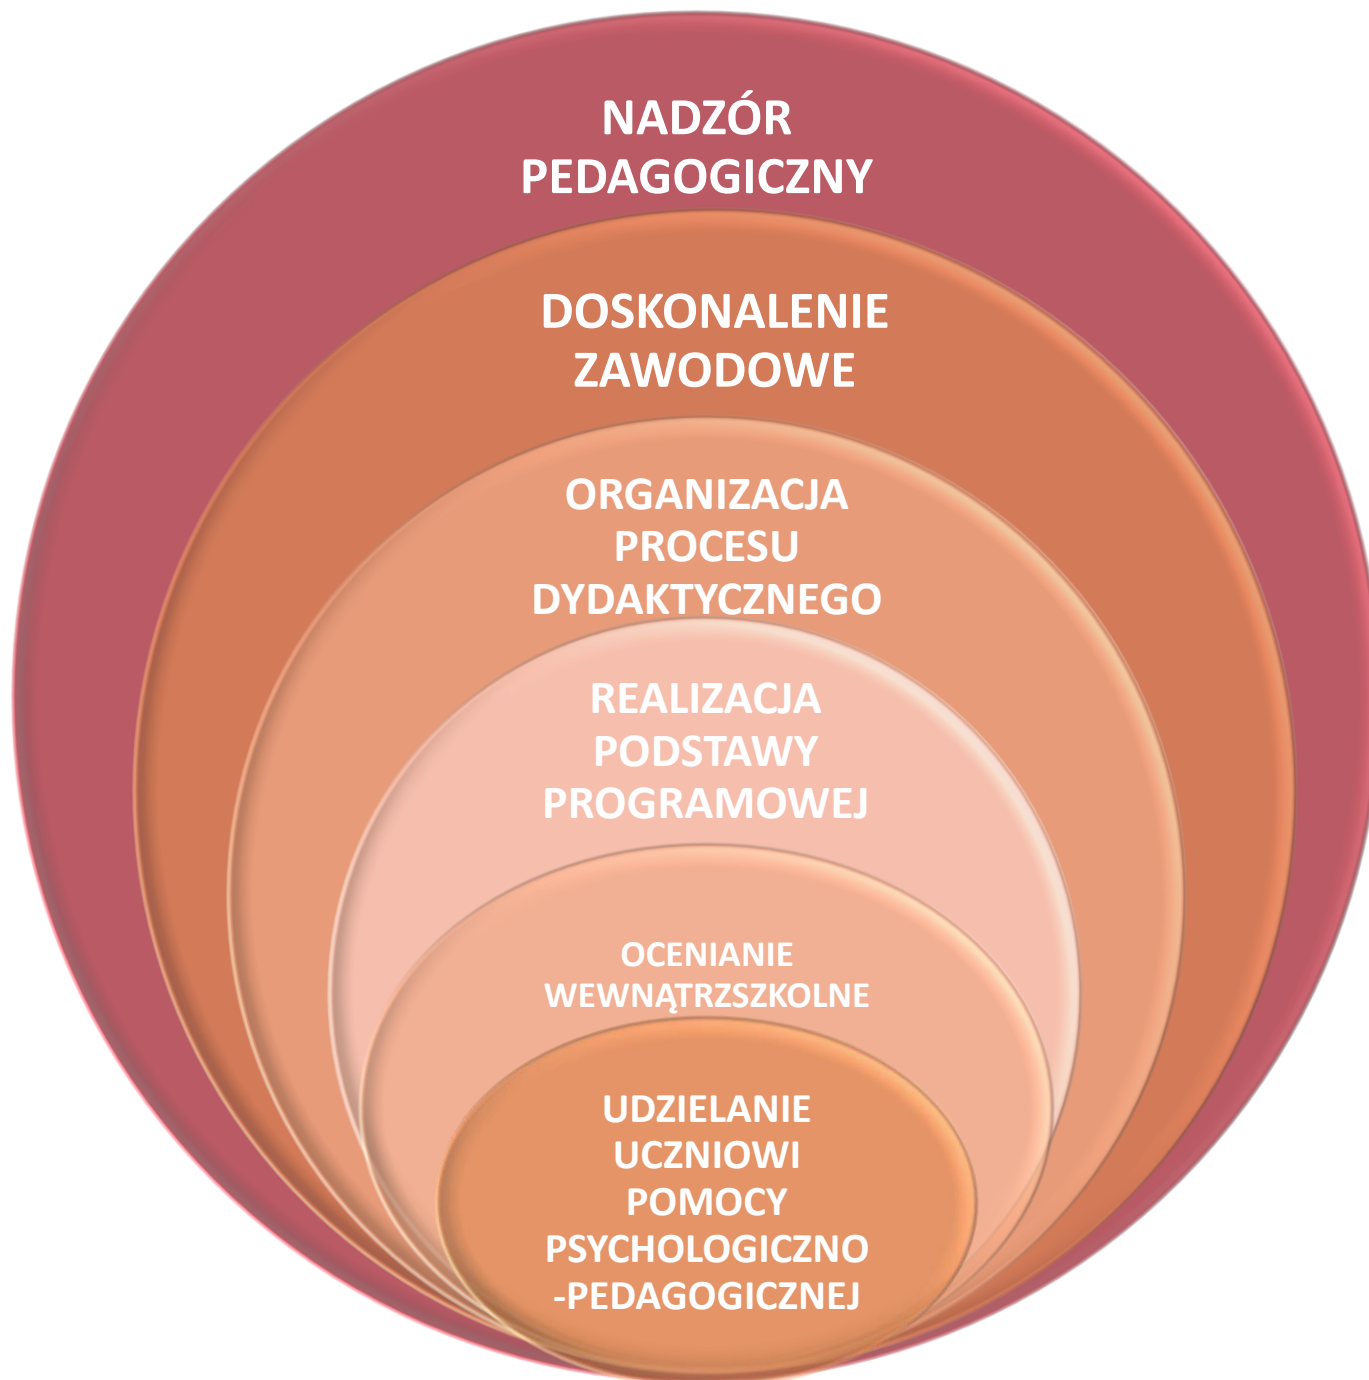 NADZÓR
PEDAGOGICZNY
DOSKONALENIE
ZAWODOWE
ORGANIZACJA
PROCESU
DYDAKTYCZNEGO
REALIZACJA
PODSTAWY
PROGRAMOWEJ
OCENIANIE
WEWNĄTRZSZKOLNE
UDZIELANIE
UCZNIOWI
POMOCY
PSYCHOLOGICZNO
-PEDAGOGICZNEJ